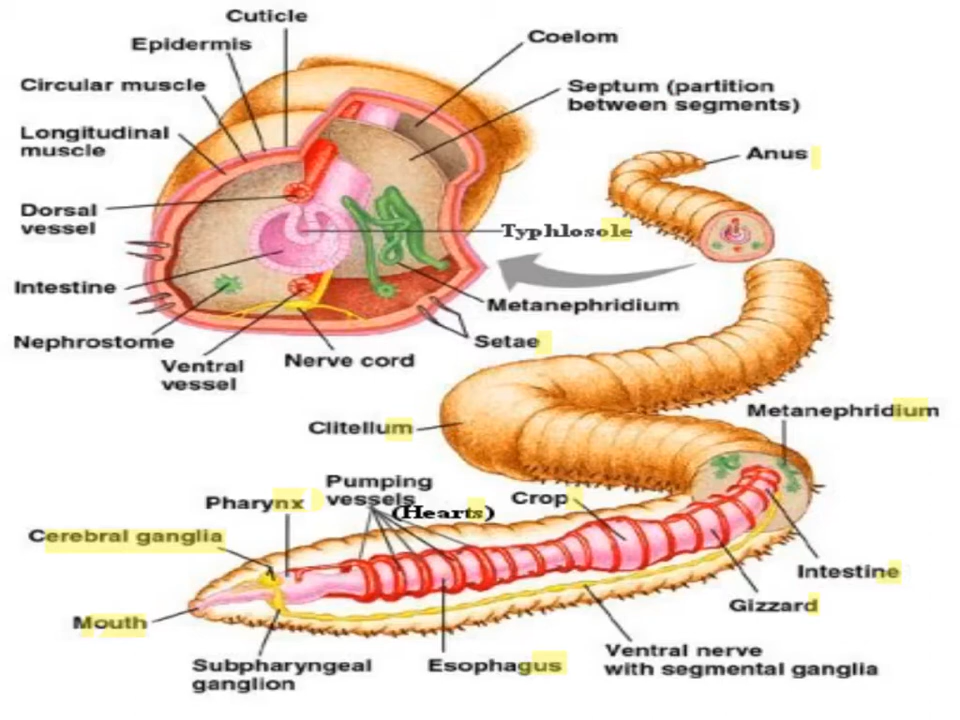 Cuticle
Epidermis
Circular muscle
Longitudinal
muscle
Dorsal
vessel
Intestine
Nephrostome
Ventral
vessel
Nerve cord
Coelom
Septum (partition
between segments)
Anus
Typhlosole
Metanephridium
Setae
Clitellum
Metanephridium
Pumping
vessels
(Hearts)
Pharynx
Crop
Cerebral ganglia
Intestine
Gizzard
Mouth
Subpharyngeal
ganglion
Esophagus
Ventral nerve
with segmental ganglia